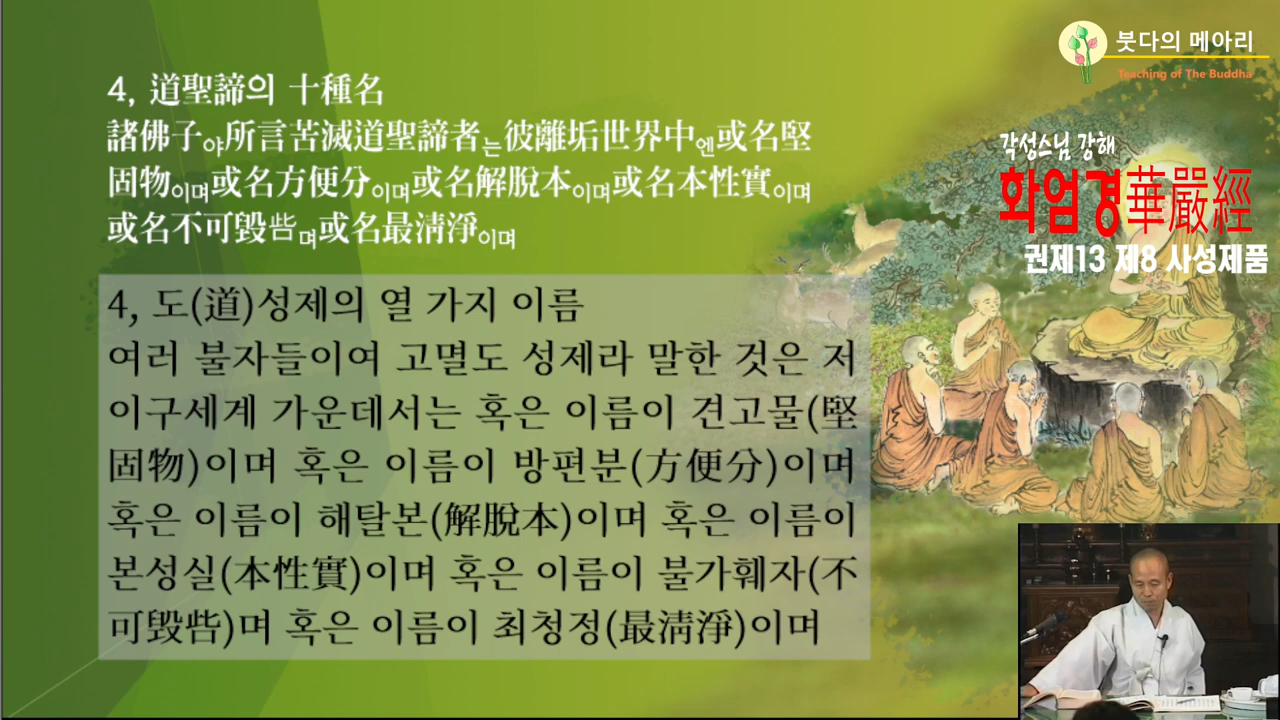 붓다의 메아리
Teaching of The Buddha
각성스님 강해
화엄경華嚴經
권제13 제8 사성제품
4, 道聖諦의 十種名
諸佛子야所言苦滅道聖諦者는彼離垢世界中엔或名堅
固物이며或名方便分이며或名解脫本이며或名本性實이며
或名不可毀呰며或名最清淨이며
4, 도(道)성제의 열 가지 이름
여러 불자들이여 고멸도 성제라 말한 것은 저
이구세계 가운데서는 혹은 이름이 견고물(堅
固物)이며 혹은 이름이 방편분(方便分)이며
혹은 이름이 해탈본(解脫本)이며 혹은 이름이
본성실(本性實)이며 혹은 이름이 불가훼자(不
可毀呰)며 혹은 이름이 최청정(最清淨)이며